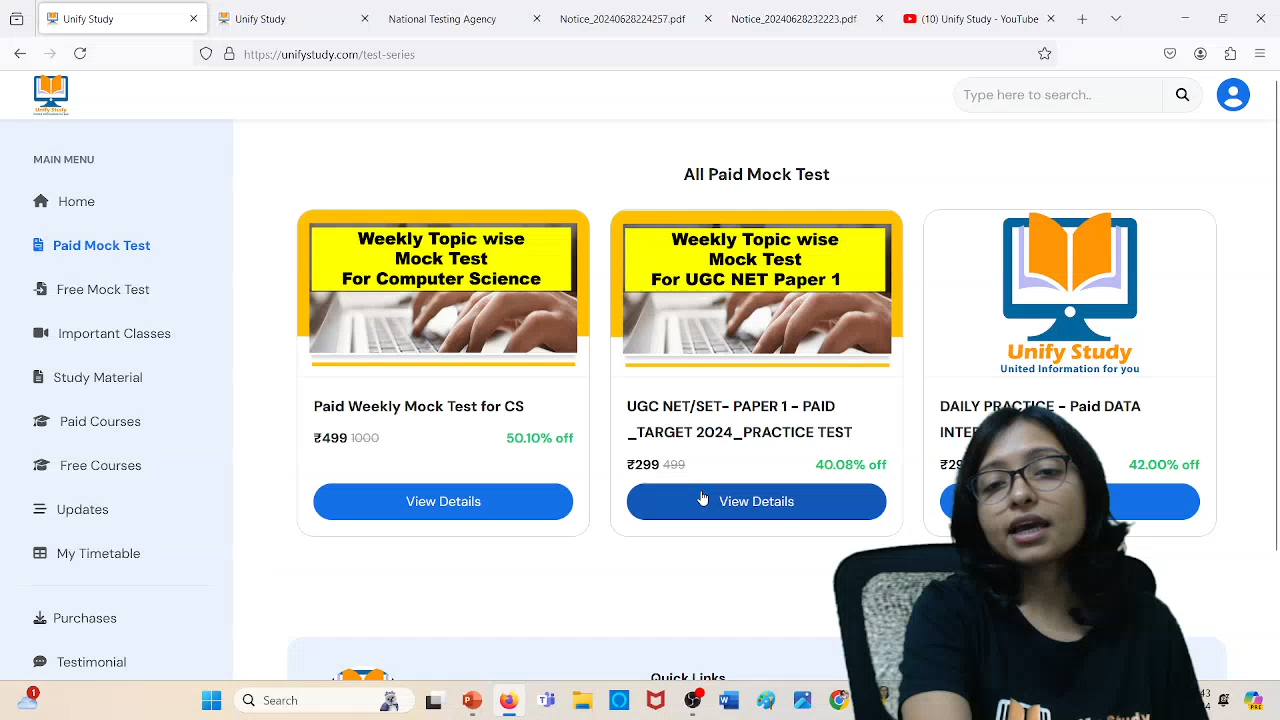 Unify Study
Unify Study
National Testing Agency
Notice_20240628224257.pdf
Notice_20240628232223.pdf
(10) Unify Study - YouTube
https://unifystudy.com/test-series
Unify Study
Type here to search..
MAIN MENU
Home
Paid Mock Test
Free Mock Test
Important Classes
Study Material
Paid Courses
Free Courses
Updates
My Timetable
Purchases
Testimonial
All Paid Mock Test
Weekly Topic wise
Mock Test
For Computer Science
Paid Weekly Mock Test for CS
₹499 1000
50.10% off
View Details
Weekly Topic wise
Mock Test
For UGC NET Paper 1
UGC NET/SET- PAPER 1 - PAID
_TARGET 2024_PRACTICE TEST
₹299 499
40.08% off
View Details
Unify Study
United Information for you
DAILY PRACTICE - Paid DATA
42.00% off
Quick Links
1
Search